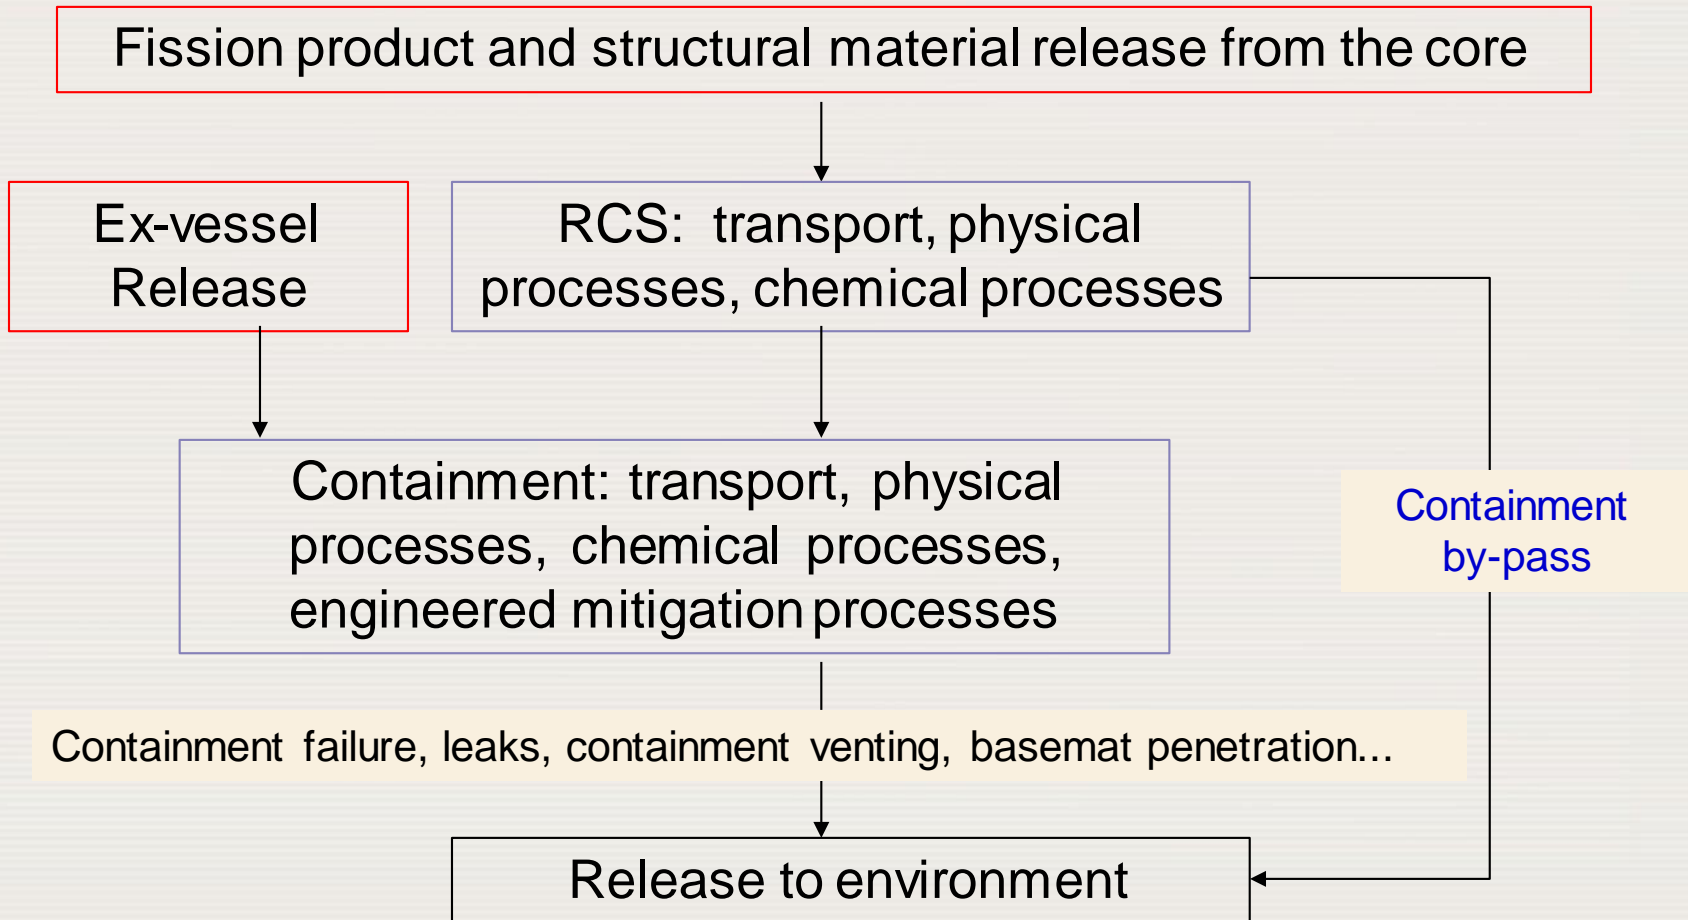 Fission product and structural material release from the core
Ex-vessel
Release
RCS: transport, physical
processes, chemical processes
Containment: transport, physical
processes, chemical processes,
engineered mitigation processes
Containment
by-pass
Containment failure, leaks, containment venting, basemat penetration...
Release to environment